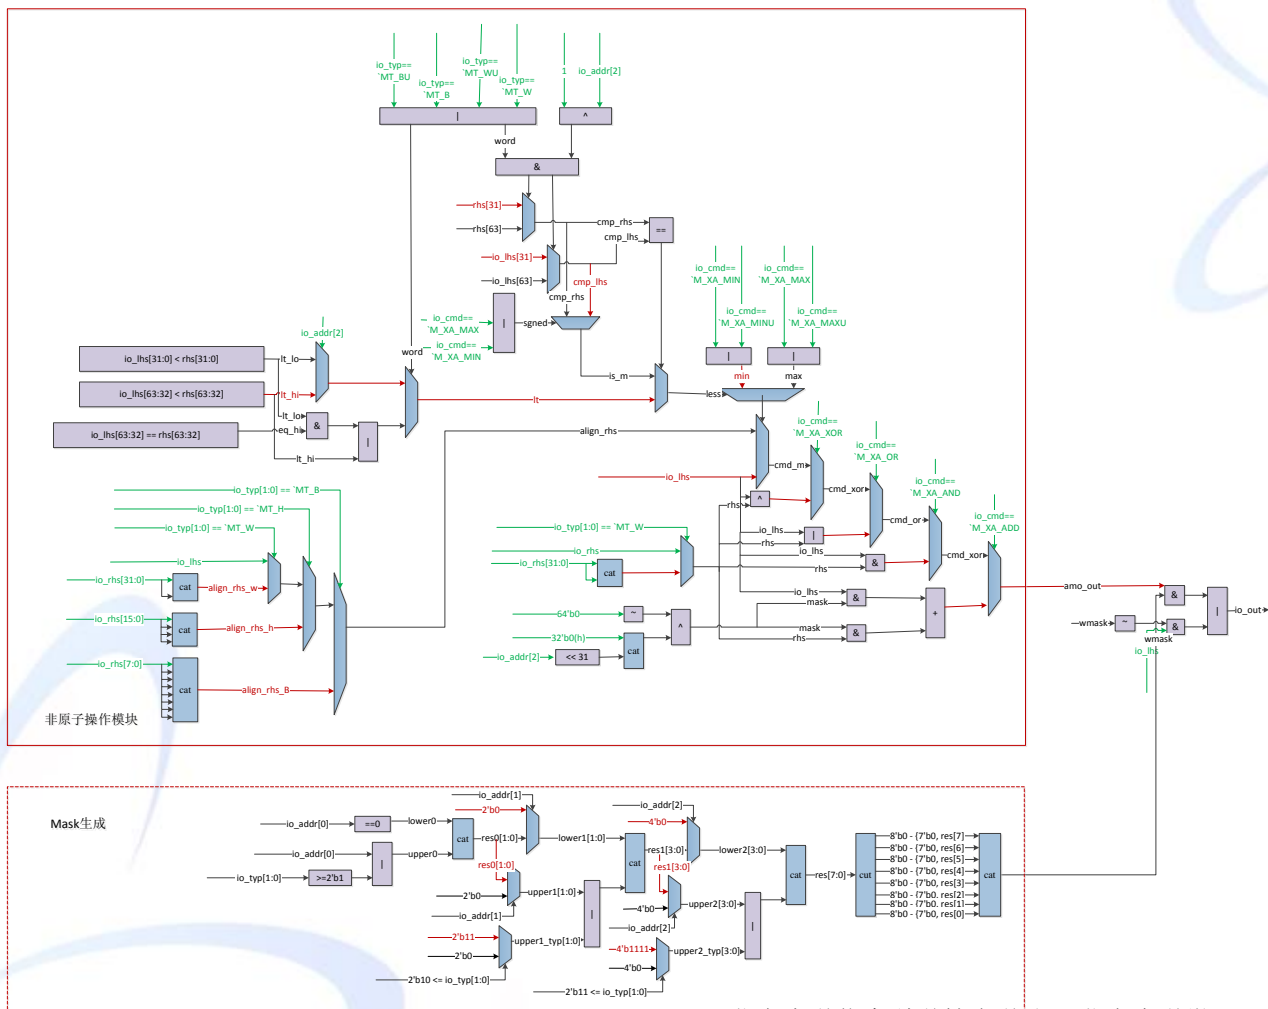 io_typ==
`MT_BU
io_typ==
`MT_B
io_typ==
`MT_WU
io_typ==
`MT_W
1
io_addr[2]
|
^
word
&
rhs[31]
rhs[63]
cmp_rhs
cmp_lhs
==
io_lhs[31]
io_lhs[63]
cmp_lhs
cmp_rhs
io_cmd==
`M_XA_MAX
io_cmd==
`M_XA_MIN
|
sgned
io_cmd==
`M_XA_MIN
io_cmd==
`M_XA_MINU
io_cmd==
`M_XA_MAX
io_cmd==
`M_XA_MAXU
|
|
min
max
io_addr[2]
word
io_lhs[31:0] < rhs[31:0]
lt_lo
io_lhs[63:32] < rhs[63:32]
lt_hi
io_lhs[63:32] == rhs[63:32]
lt_lo
eq_hi
&
|
lt_hi
is_m
lt
less
align_rhs
io_lhs
cmd_m
io_cmd==
`M_XA_XOR
rhs
^
cmd_xor
io_cmd==
`M_XA_OR
io_lhs
rhs
|
cmd_or
io_cmd==
`M_XA_AND
io_lhs
rhs
&
cmd_xor
io_cmd==
`M_XA_ADD
io_typ[1:0] == `MT_B
io_typ[1:0] == `MT_H
io_typ[1:0] == `MT_W
io_lhs
io_rhs[31:0]
cat
align_rhs_w
io_rhs[15:0]
cat
align_rhs_h
io_rhs[7:0]
cat
align_rhs_B
io_typ[1:0] == `MT_W
io_rhs
io_rhs[31:0]
cat
64'b0
~
32'b0(h)
io_addr[2]
<< 31
cat
^
io_lhs
mask
&
mask
rhs
&
+
amo_out
wmask
~
&
&
wmask
io_lhs
|
io_out
非原子操作模块
Mask生成
io_addr[0]
==0
lower0
io_addr[0]
|
upper0
io_typ[1:0]
>=2'b1
cat
res0[1:0]
io_addr[1]
2'b0
lower1[1:0]
res0[1:0]
2'b0
upper1[1:0]
io_addr[1]
2'b11
2'b0
upper1_typ[1:0]
2'b10 <= io_typ[1:0]
|
cat
res1[3:0]
io_addr[2]
4'b0
lower2[3:0]
res1[3:0]
4'b0
upper2[3:0]
io_addr[2]
4'b1111
4'b0
upper2_typ[3:0]
2'b11 <= io_typ[1:0]
|
cat
res[7:0]
cut
8'b0 - {7'b0, res[7]
8'b0 - {7'b0, res[6]
8'b0 - {7'b0, res[5]
8'b0 - {7'b0, res[4]
8'b0 - {7'b0, res[3]
8'b0 - {7'b0, res[2]
8'b0 - {7'b0, res[1]
8'b0 - {7'b0, res[0]
cat